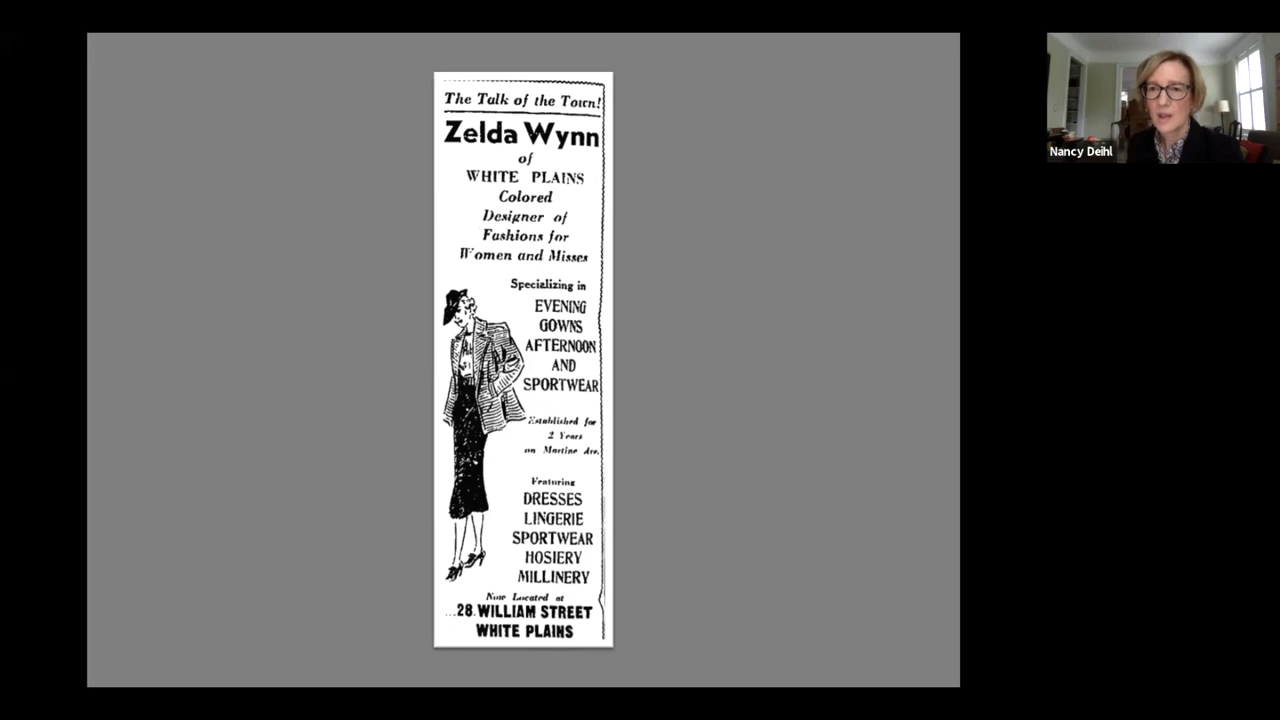 The Talk of the Town!
Zelda Wynn
of
WHITE PLAINS
Colored
Designer of
Fashions for
Women and Misses
Specializing in
EVENING
GOWNS
AFTERNOON
AND
SPORTWEAR
Established for
2 Years
on Martine Ave.
Featuring
DRESSES
LINGERIE
SPORTWEAR
HOSIERY
MILLINERY
Now Located at
...28 WILLIAM STREET
WHITE PLAINS
Nancy Deihl